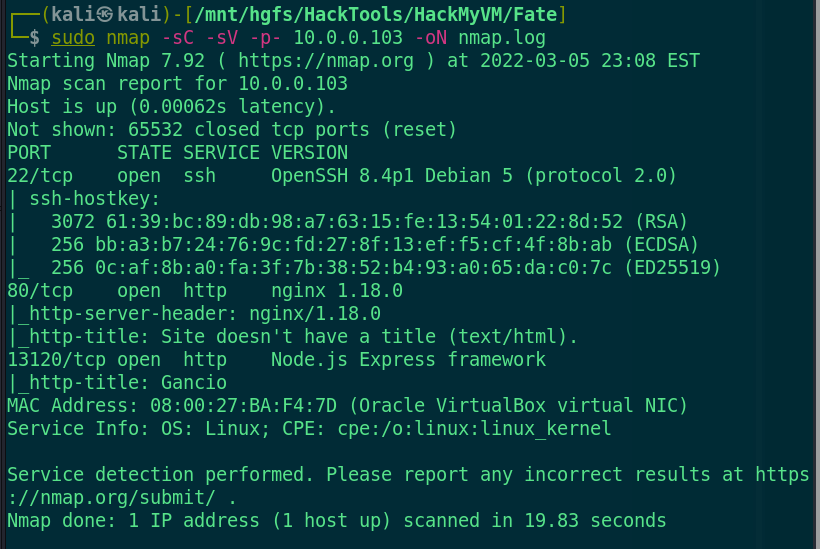 ┌──(kali㉿kali)-[/mnt/hgfs/HackTools/HackMyVM/Fate]
└─$ sudo nmap -sC -sV -p- 10.0.0.103 -oN nmap.log
Starting Nmap 7.92 ( https://nmap.org ) at 2022-03-05 23:08 EST
Nmap scan report for 10.0.0.103
Host is up (0.00062s latency).
Not shown: 65532 closed tcp ports (reset)
PORT      STATE SERVICE VERSION
22/tcp    open  ssh     OpenSSH 8.4p1 Debian 5 (protocol 2.0)
| ssh-hostkey:
|   3072 61:39:bc:89:db:98:a7:63:15:fe:13:54:01:22:8d:52 (RSA)
|   256 bb:a3:b7:24:76:9c:fd:27:8f:13:ef:f5:cf:4f:8b:ab (ECDSA)
|_  256 0c:af:8b:a0:fa:3f:7b:38:52:b4:93:a0:65:da:c0:7c (ED25519)
80/tcp    open  http    nginx 1.18.0
|_http-server-header: nginx/1.18.0
|_http-title: Site doesn't have a title (text/html).
13120/tcp open  http    Node.js Express framework
|_http-title: Gancio
MAC Address: 08:00:27:BA:F4:7D (Oracle VirtualBox virtual NIC)
Service Info: OS: Linux; CPE: cpe:/o:linux:linux_kernel

Service detection performed. Please report any incorrect results at https
://nmap.org/submit/ .
Nmap done: 1 IP address (1 host up) scanned in 19.83 seconds